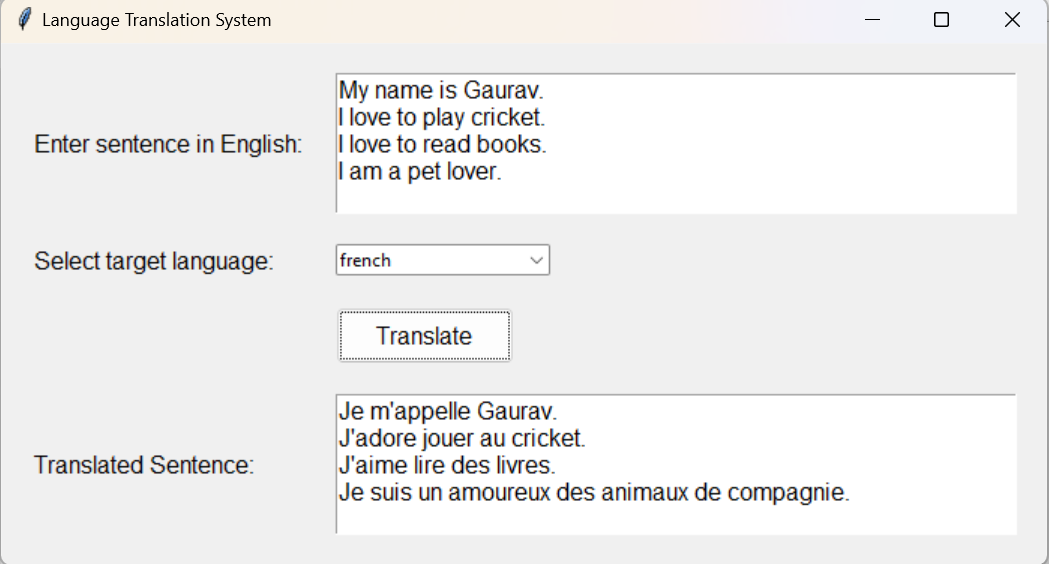 Language Translation System
Enter sentence in English:
My name is Gaurav.
I love to play cricket.
I love to read books.
I am a pet lover.
Select target language:
french
Translate
Translated Sentence:
Je m'appelle Gaurav.
J'adore jouer au cricket.
J'aime lire des livres.
Je suis un amoureux des animaux de compagnie.